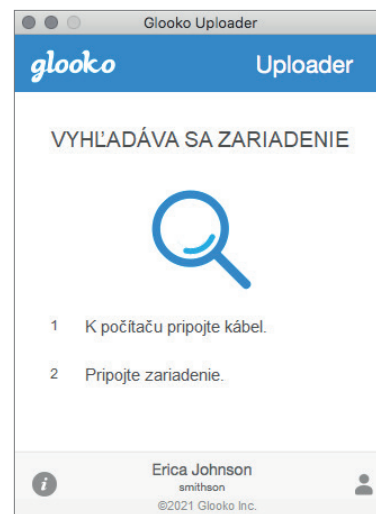 Glooko Uploader
glooko Uploader
VYHĽADÁVA SA ZARIADENIE
1 K počítaču pripojte kábel.
2 Pripojte zariadenie.
i
Erica Johnson
smithson
©2021 Glooko Inc.